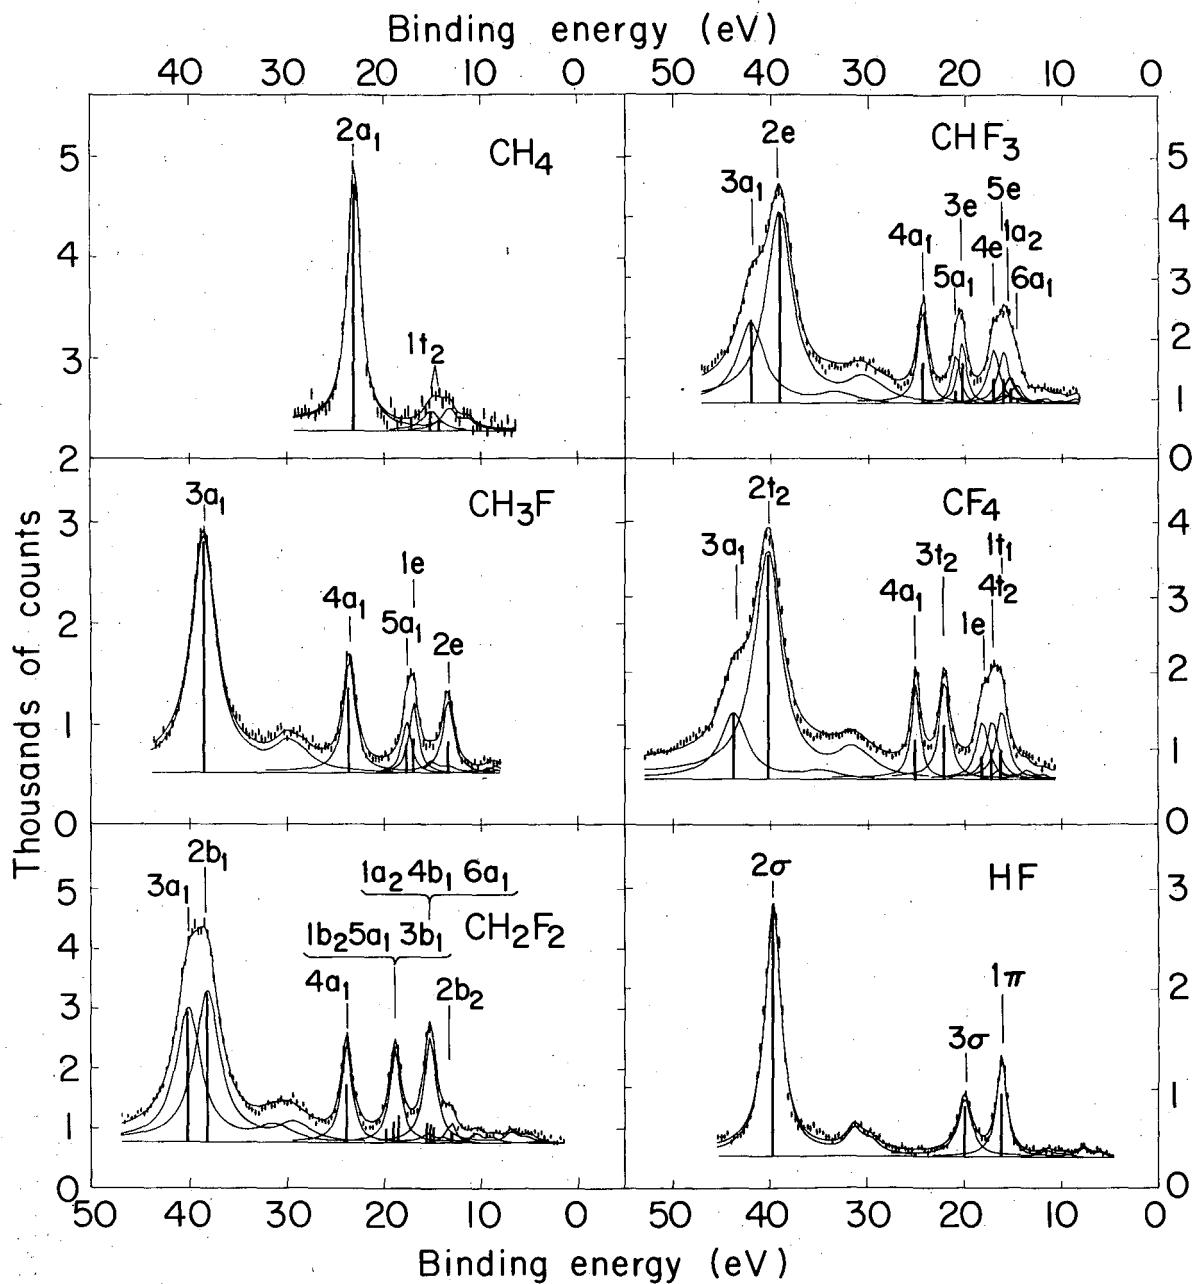 Binding energy (eV)
40 30 20 10 0 50 40 30 20 10 0
CH₄
2a₁
1t₂
5
4
3
2
CHF₃
3a₁
2e
4a₁
5a₁
3e
4e
5e
1a₂
6a₁
5
4
3
2
1
0
Thousands of counts
CH₃F
3a₁
4a₁
5a₁
1e
2e
3
2
1
0
CF₄
3a₁
2t₂
4a₁
3t₂
1e
4t₂
1t₁
4
3
2
1
0
CH₂F₂
3a₁
2b₁
1a₂ 4b₁ 6a₁
1b₂ 5a₁ 3b₁
4a₁
2b₂
5
4
3
2
1
0
HF
2σ
3σ
1π
3
2
1
0
50 40 30 20 10 0 50 40 30 20 10 0
Binding energy (eV)